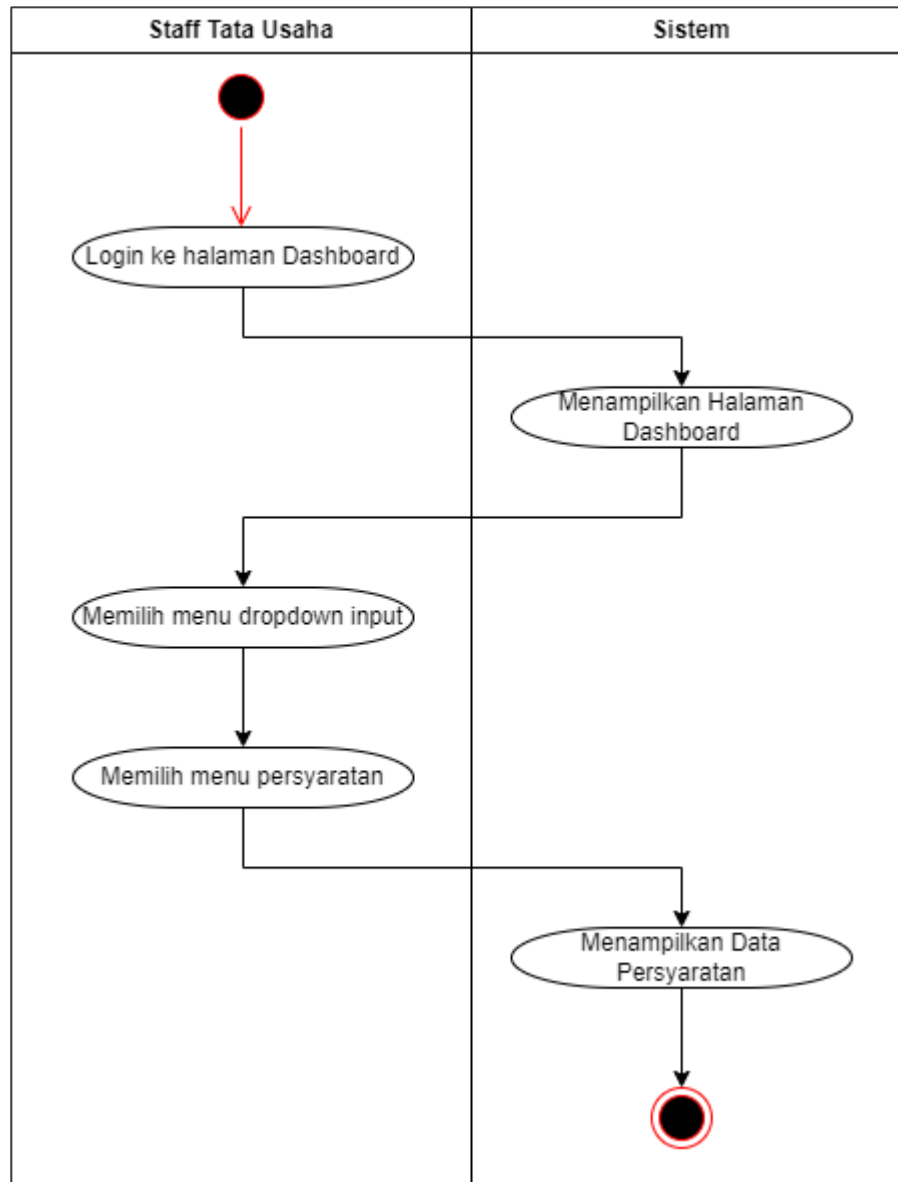 Staff Tata Usaha
Sistem
Login ke halaman Dashboard
Menampilkan Halaman
Dashboard
Memilih menu dropdown input
Memilih menu persyaratan
Menampilkan Data
Persyaratan